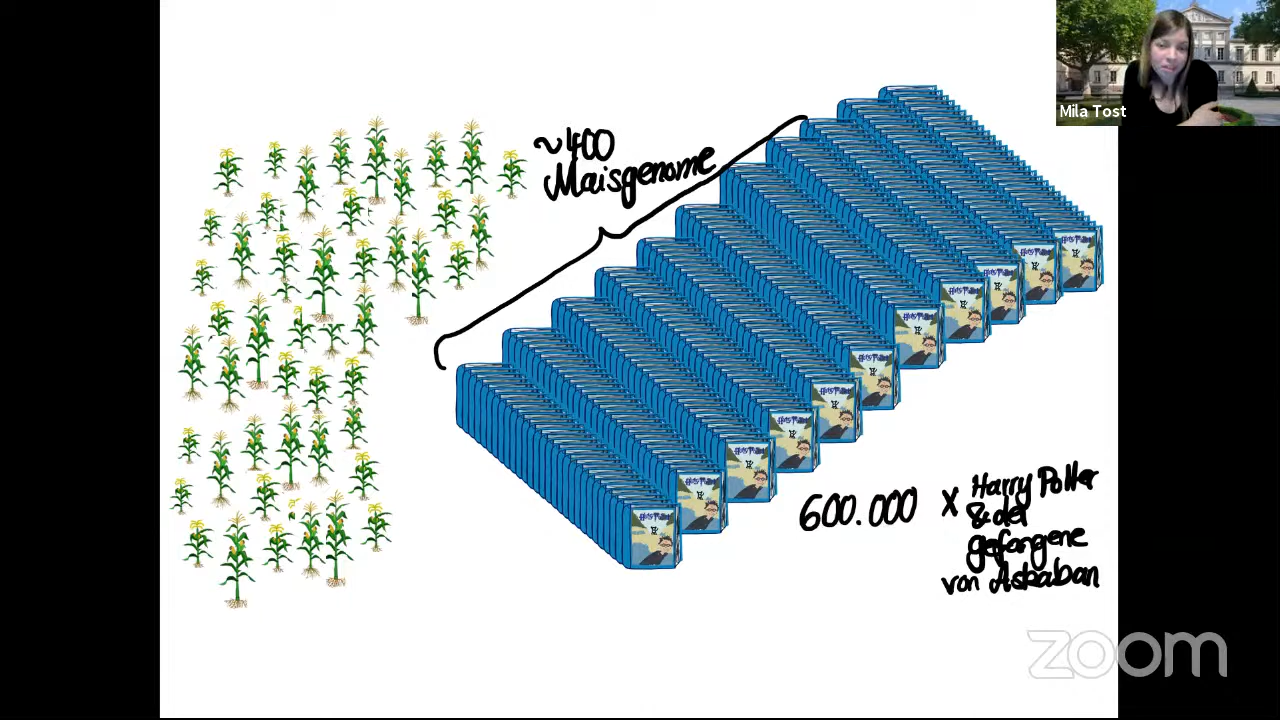 Mila Tost
~400
Maisgenome
600.000 x Harry Potter
& der
gefangene
von Askaban
zoom